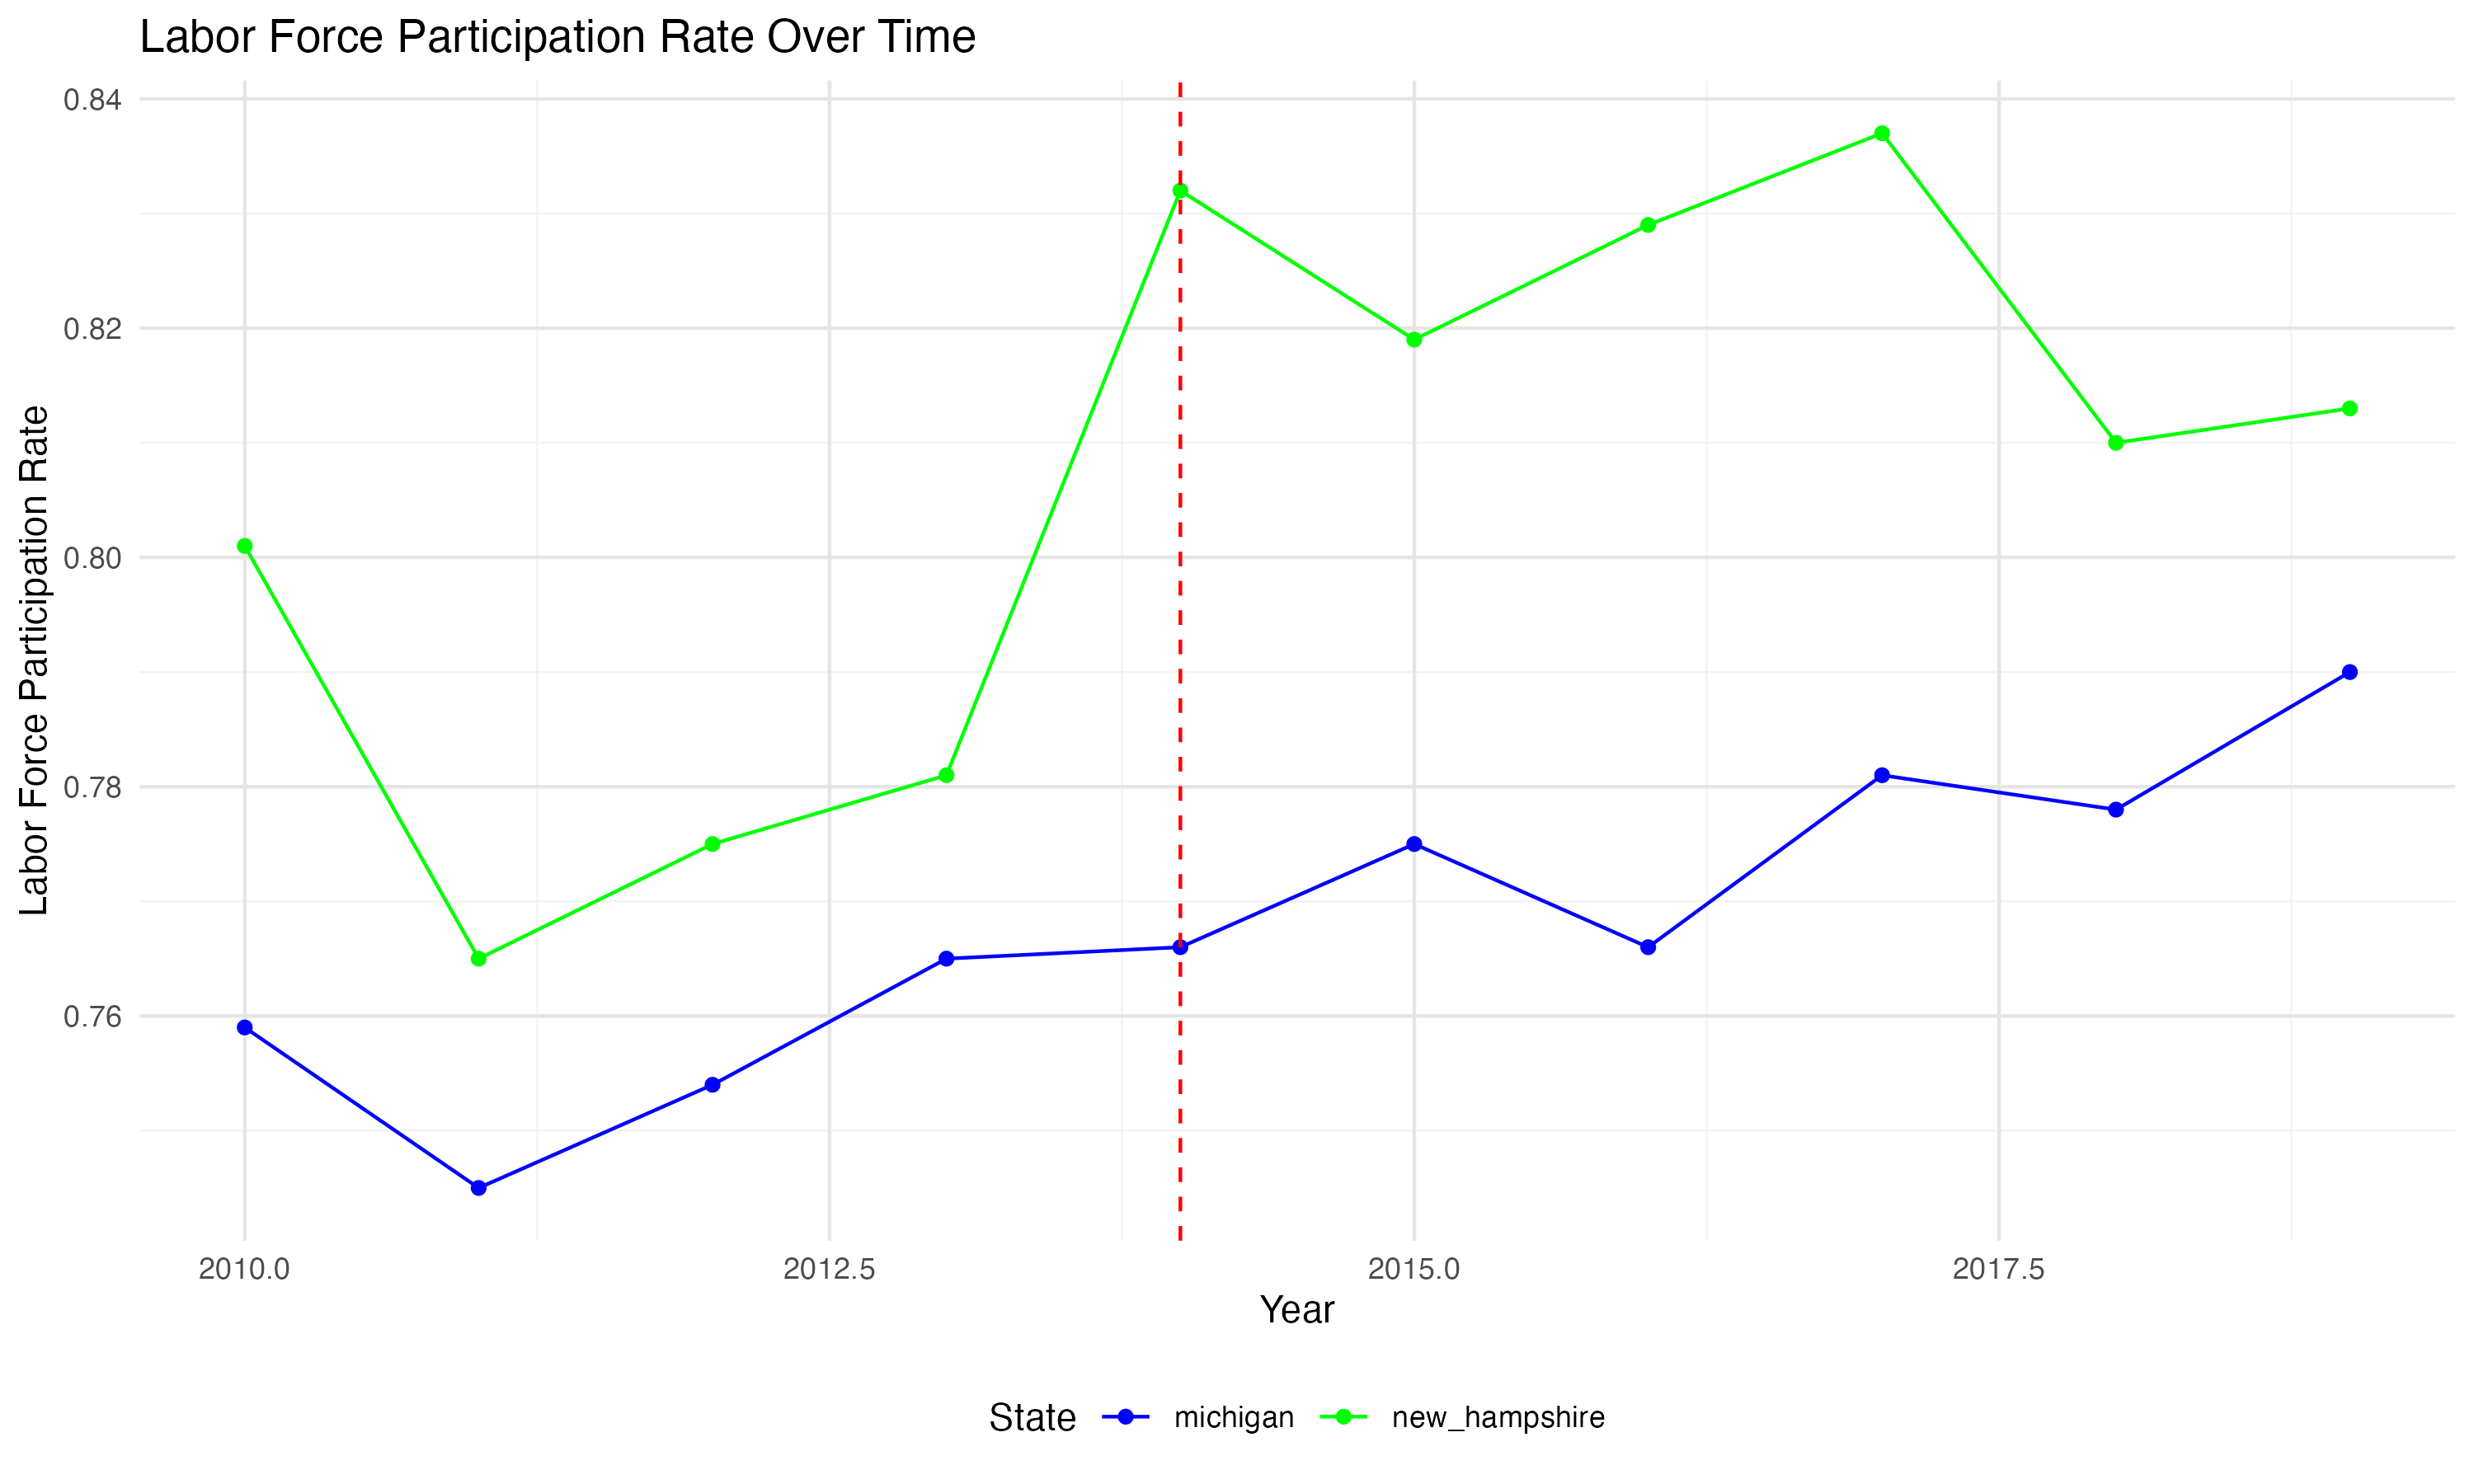 Labor Force Participation Rate Over Time
Labor Force Participation Rate
0.84
0.82
0.80
0.78
0.76
2010.0 2012.5 2015.0 2017.5
Year
State michigan new_hampshire